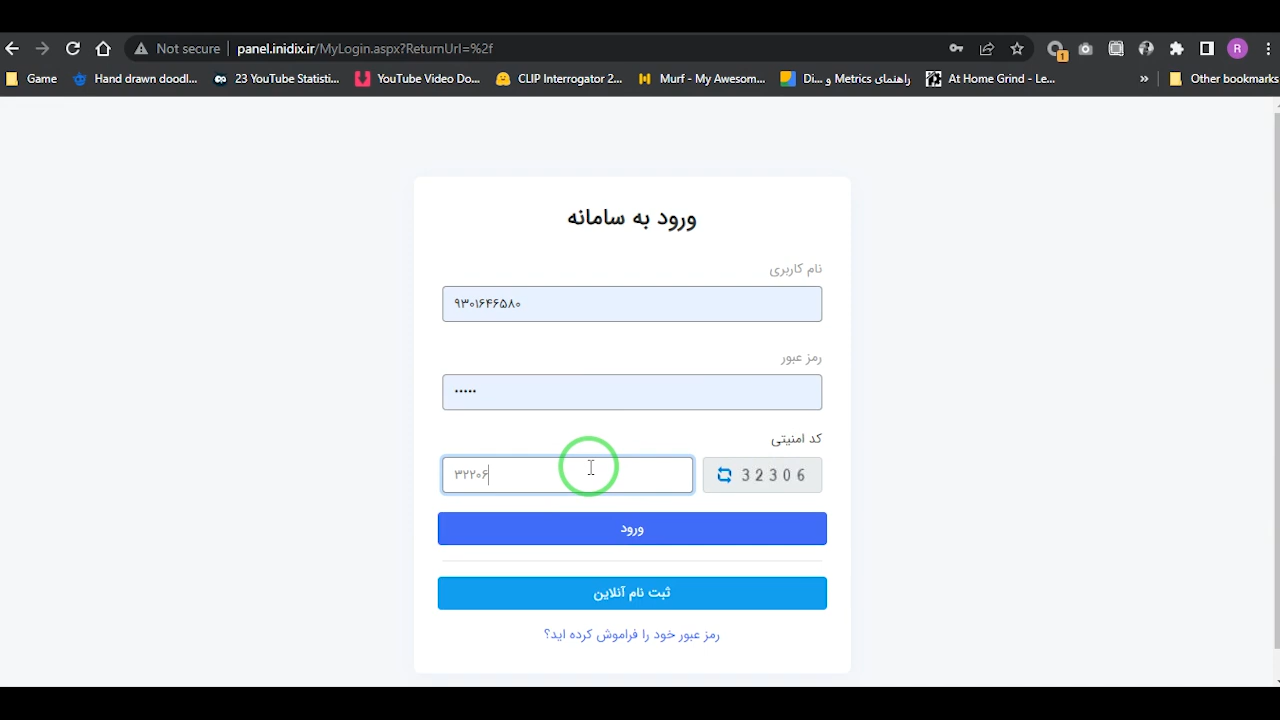 Not secure panel.inidix.ir/MyLogin.aspx?ReturnUrl=%2f 1 R
Game Hand drawn doodl... 23 YouTube Statisti... YouTube Video Do... CLIP Interrogator 2... Murf - My Awesom... راهنمای Metrics و Di... At Home Grind - Le... » Other bookmarks
ورود به سامانه
نام کاربری
۹۳۰۱۶۴۶۵۸۰
رمز عبور
•••••
کد امنیتی
۳۲۲۰۶ 32306
ورود
ثبت نام آنلاین
رمز عبور خود را فراموش کرده اید؟